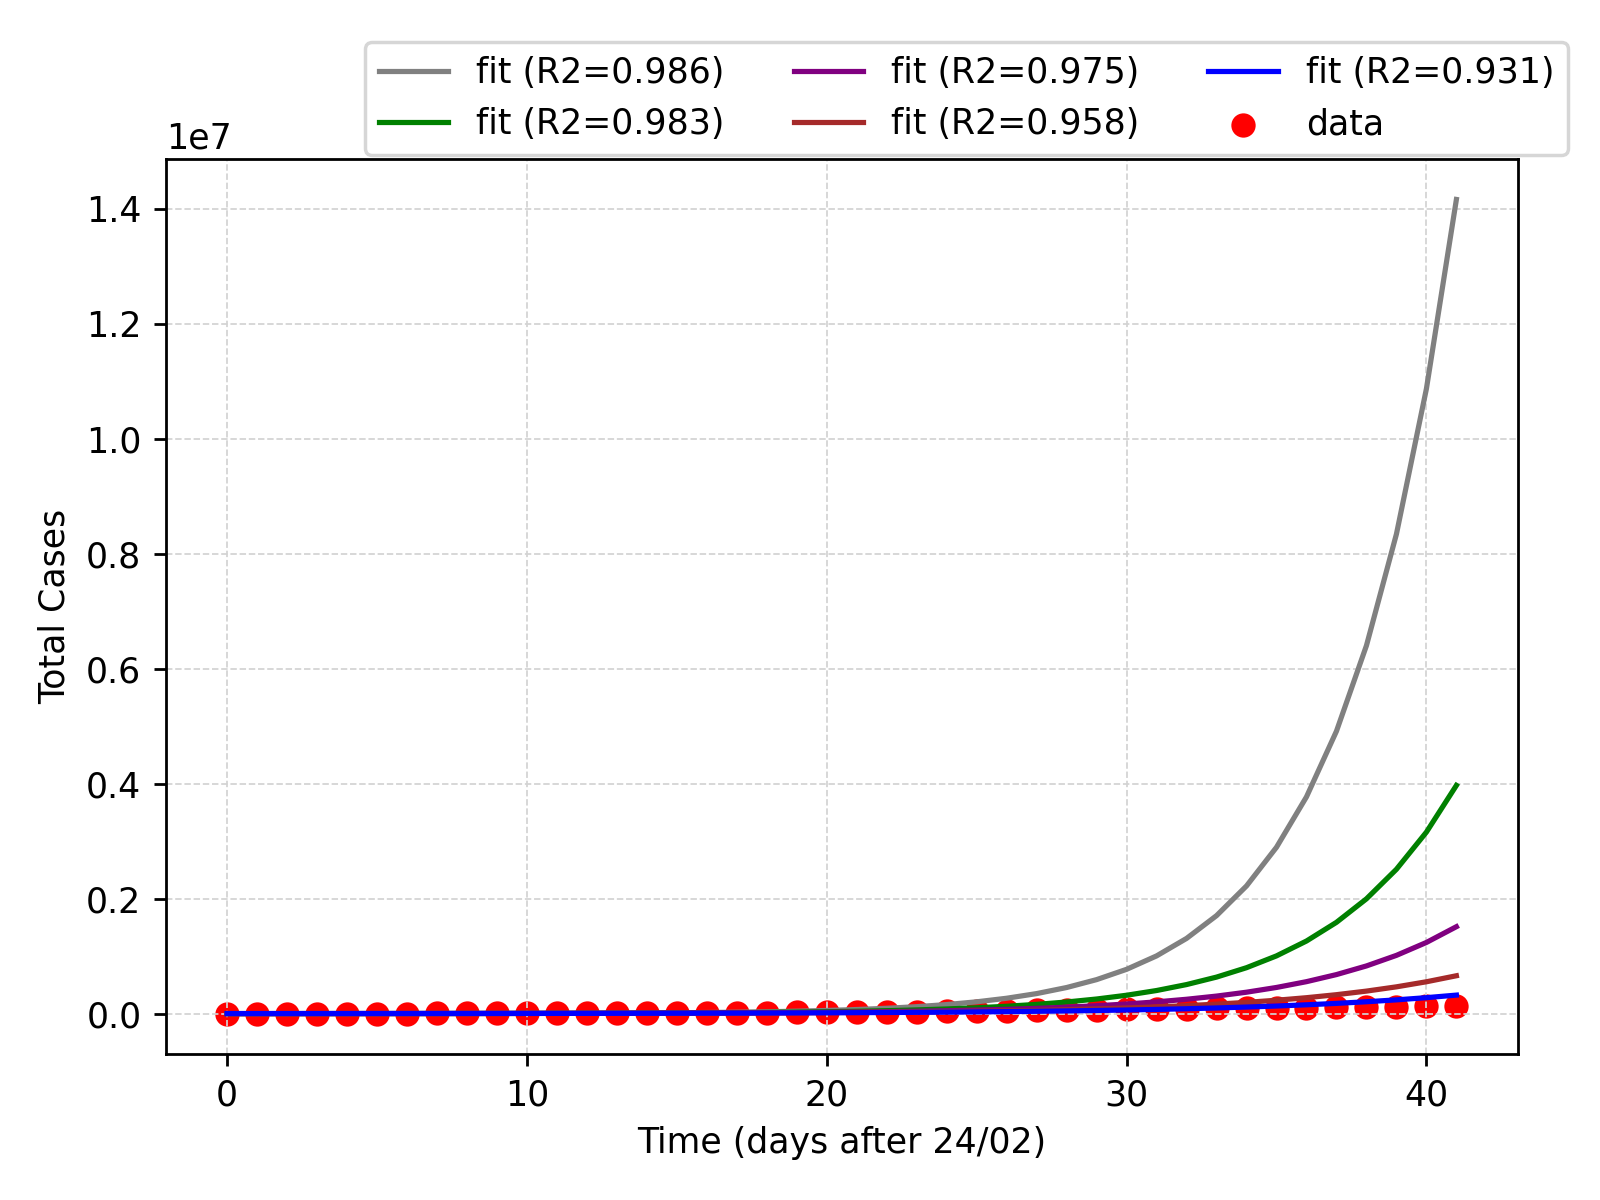 fit (R2=0.986) fit (R2=0.975) fit (R2=0.931)
fit (R2=0.983) fit (R2=0.958) data
1e7
1.4
1.2
1.0
0.8
0.6
0.4
0.2
0.0
Total Cases
0 10 20 30 40
Time (days after 24/02)